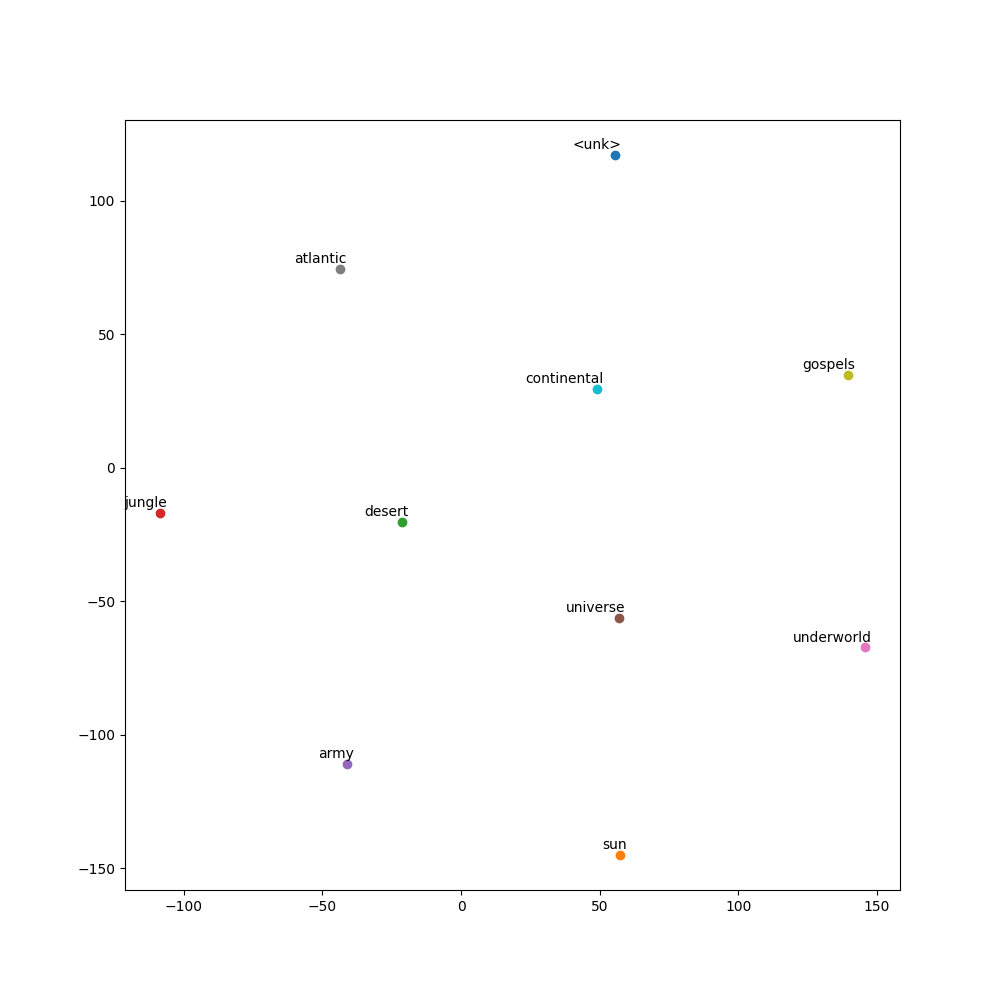 <unk>
100
atlantic
50
gospels
continental
0
jungle
desert
−50
universe
underworld
−100
army
sun
−150
−100 −50 0 50 100 150